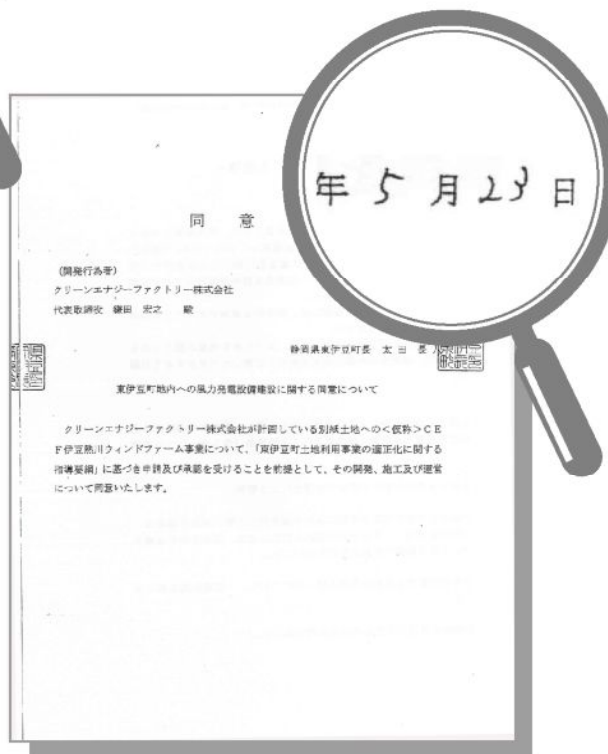 年 5 月 23 日
同 意
(開発行為者)
クリーンエナジーファクトリー株式会社
代表取締役 鎌田 宏之 殿
静岡県東伊豆町長 太田 長八
東伊豆町地内への風力発電設備建設に関する同意について
クリーンエナジーファクトリー株式会社が計画している別紙土地への<仮称>CE
F伊豆熱川ウィンドファーム事業について、「東伊豆町土地利用事業の適正化に関する
指導要綱」に基づき申請及び承認を受けることを前提として、その開発、施工及び運営
について同意いたします。